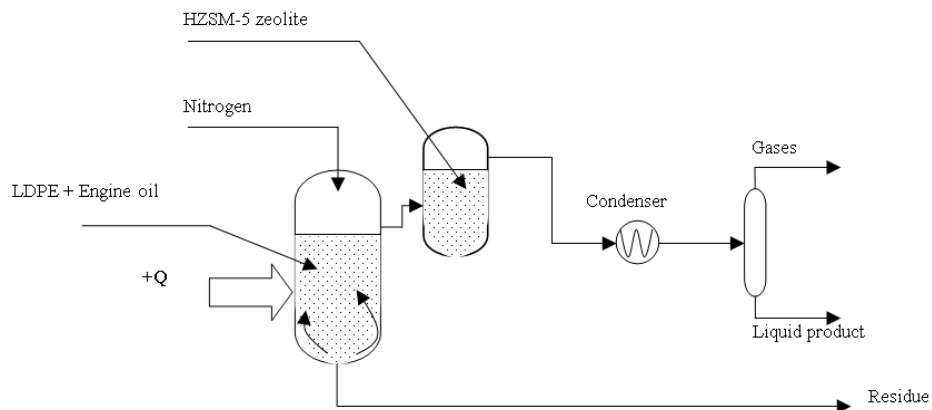 HZSM-5 zeolite
Nitrogen
LDPE + Engine oil
+Q
Condenser
Gases
Liquid product
Residue